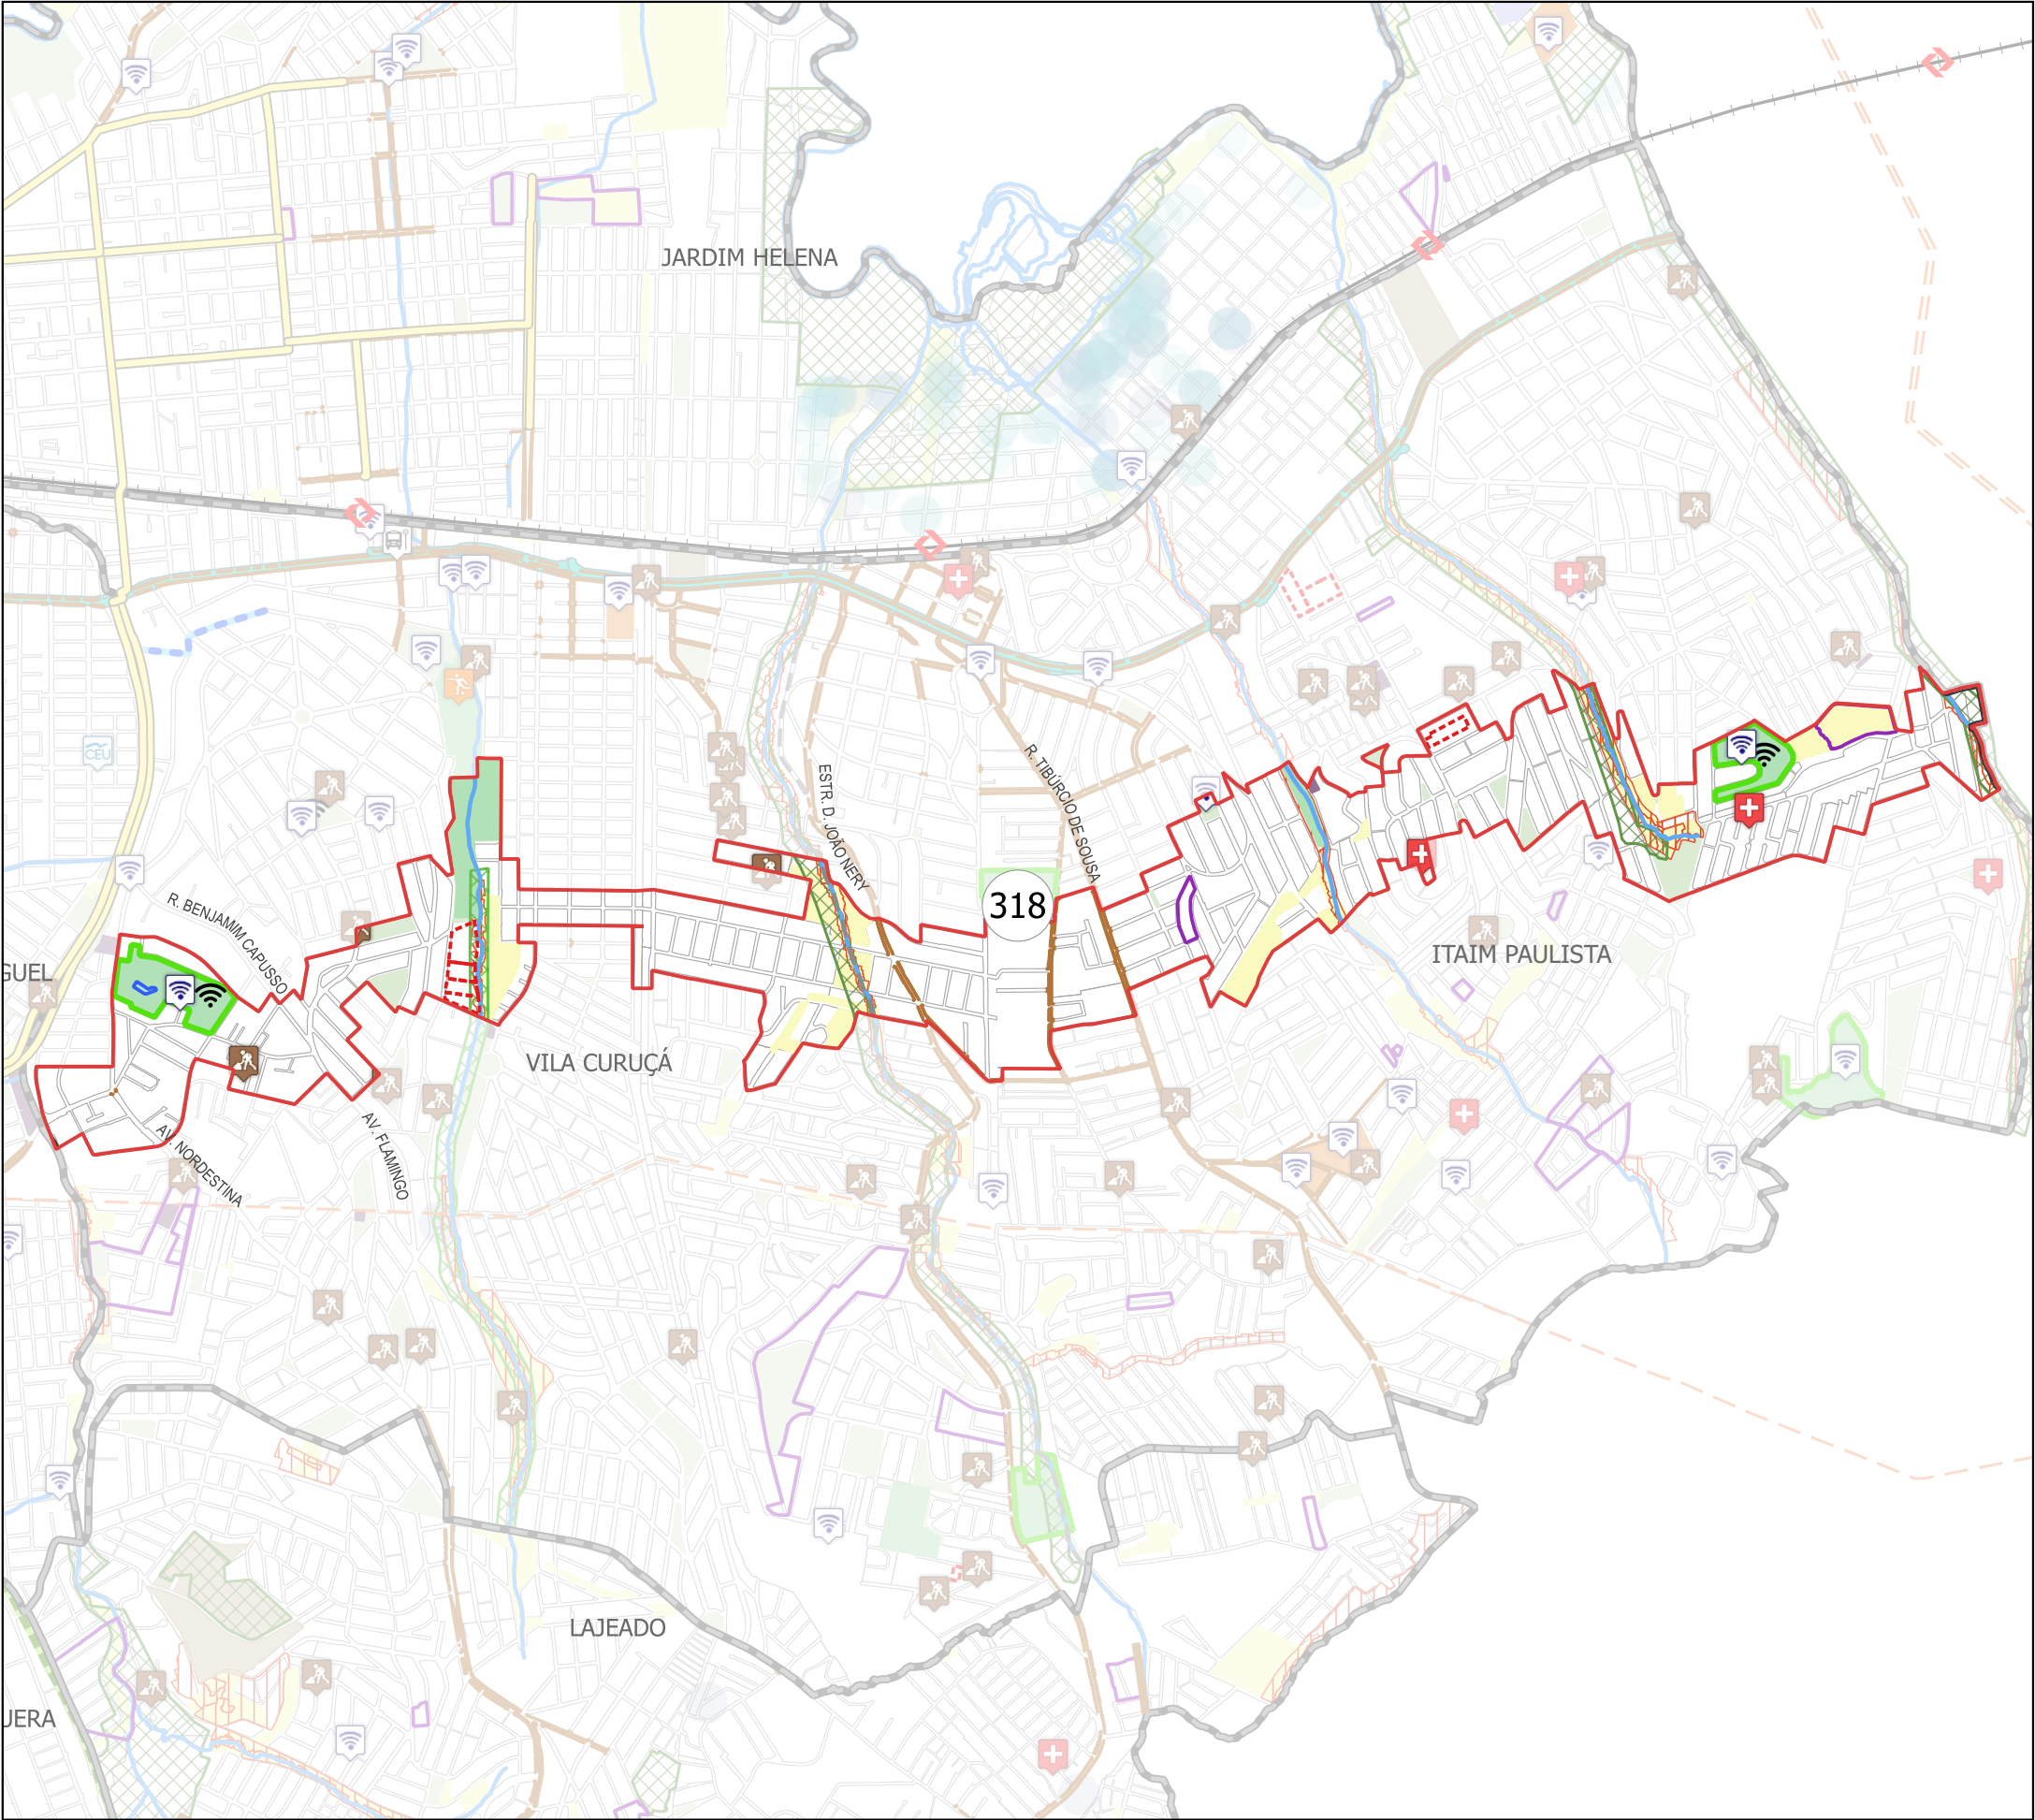 JARDIM HELENA
CEU
R. TIBÚRCIO DE SOUSA
ESTR. D. JOÃO NERY
318
R. BENJAMIM CAPUSSO
ITAIM PAULISTA
GUEL
VILA CURUÇÁ
AV. FLAMINGO
AV. NORDESTINA
LAJEADO
UERA